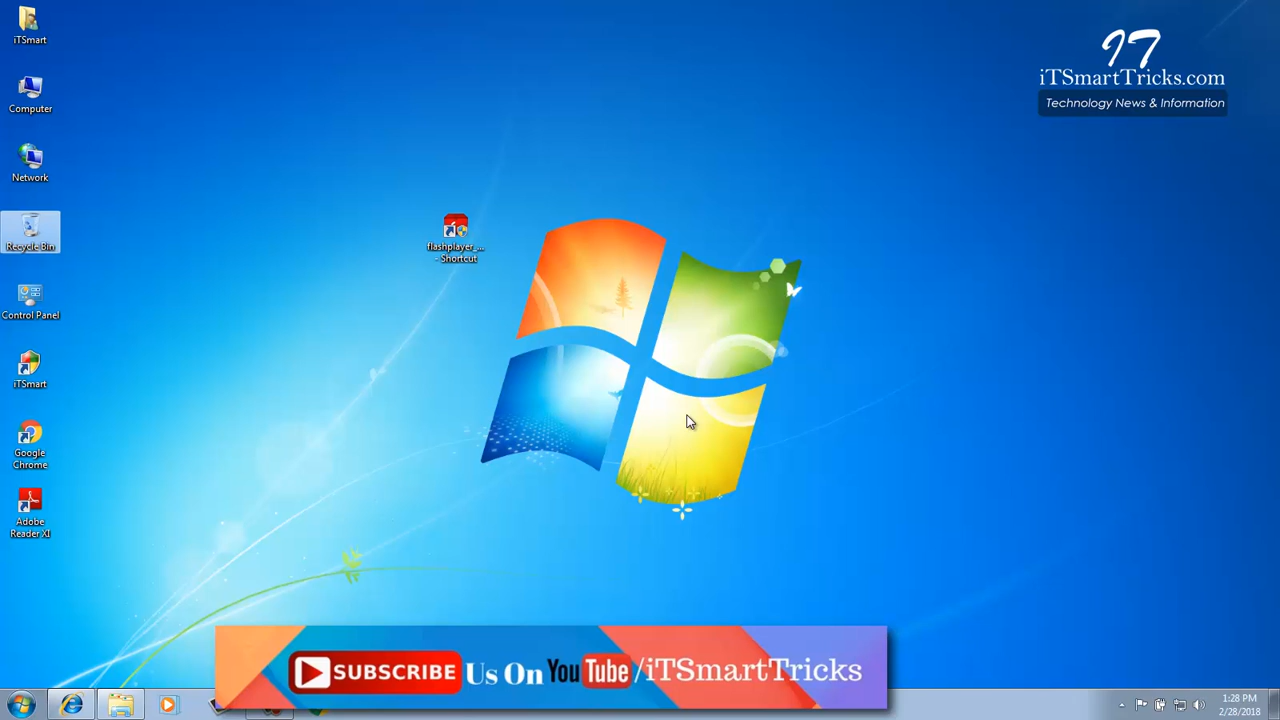 iTSmart
Computer
Network
Recycle Bin
Control Panel
iTSmart
Google
Chrome
Adobe
Reader XI
flashplayer_...
- Shortcut
IT
iTSmartTricks.com
Technology News & Information
SUBSCRIBE Us On YouTube/iTSmartTricks
1:28 PM
2/28/2018